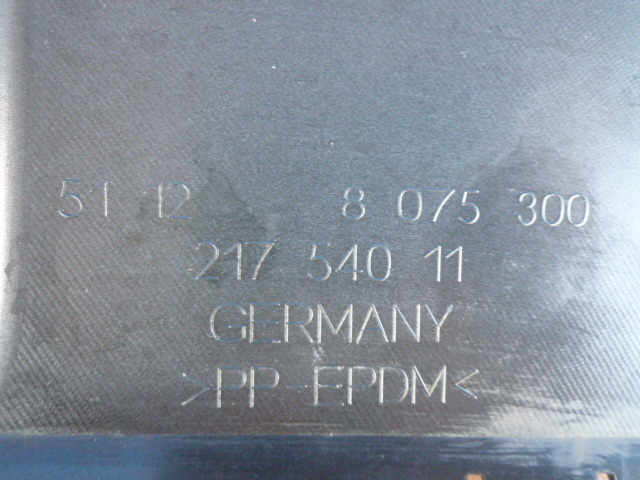 51 12 8 075 300
217 540 11
GERMANY
>PP-EPDM<